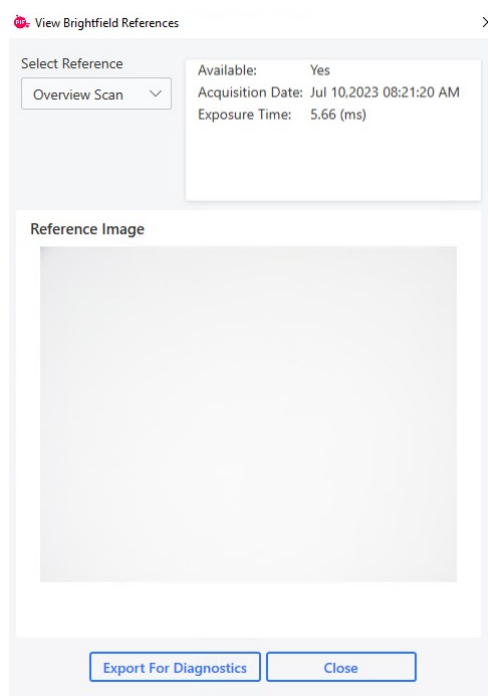 View Brightfield References
Select Reference
Overview Scan
Available: Yes
Acquisition Date: Jul 10,2023 08:21:20 AM
Exposure Time: 5.66 (ms)
Reference Image
Export For Diagnostics
Close